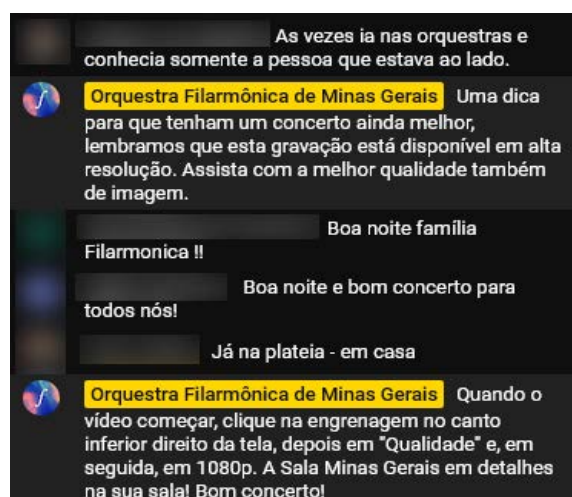 As vezes ia nas orquestras e
conhecia somente a pessoa que estava ao lado.
Orquestra Filarmônica de Minas Gerais Uma dica
para que tenham um concerto ainda melhor,
lembramos que esta gravação está disponível em alta
resolução. Assista com a melhor qualidade também
de imagem.
Boa noite família
Filarmonica !!
Boa noite e bom concerto para
todos nós!
Já na plateia - em casa
Orquestra Filarmônica de Minas Gerais Quando o
vídeo começar, clique na engrenagem no canto
inferior direito da tela, depois em "Qualidade" e, em
seguida, em 1080p. A Sala Minas Gerais em detalhes
na sua sala! Bom concerto!